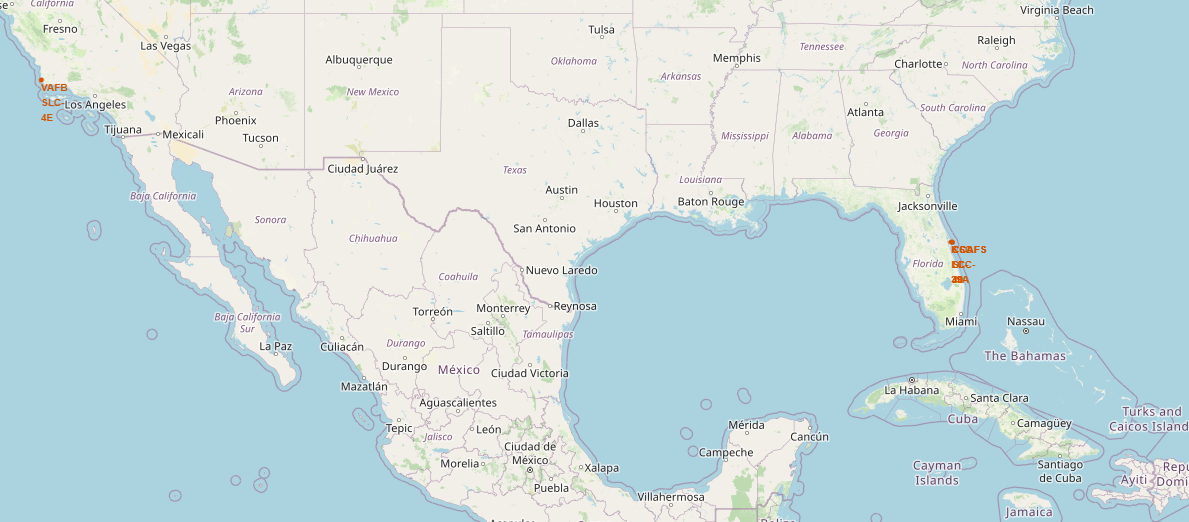 California
Virginia Beach
Fresno
Las Vegas
Tulsa
Tennessee
Raleigh
Albuquerque
Oklahoma
Memphis
Charlotte
North Carolina
VAFB
SLC-
4E
Los Angeles
Arizona
New Mexico
Arkansas
Atlanta
South Carolina
Phoenix
Dallas
Mississippi
Alabama
Georgia
Tijuana
Mexicali
Tucson
Ciudad Juárez
Texas
Louisiana
Baja California
Austin
Houston
Baton Rouge
Jacksonville
Sonora
San Antonio
Chihuahua
Florida
Coahuila
Nuevo Laredo
Monterrey
Reynosa
Torreón
Saltillo
Tamaulipas
Miami
Nassau
Baja California
Sur
La Paz
Culiacán
Durango
The Bahamas
Durango
México
Ciudad Victoria
Mazatlán
La Habana
Santa Clara
Aguascalientes
Cuba
Camagüey
Turks and
Caicos Island
Tepic
León
Jalisco
Mérida
Cancún
Ciudad de
México
Campeche
Morelia
Xalapa
Cayman
Islands
Santiago
de Cuba
Ayiti
Puebla
Villahermosa
Jamaica